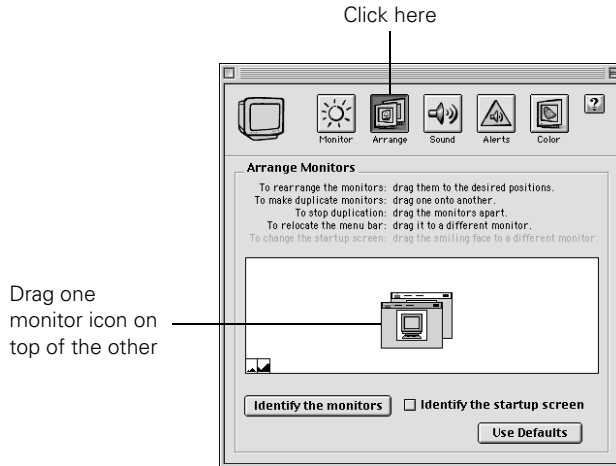 Click here
Monitor Arrange Sound Alerts Color ?
Arrange Monitors
To rearrange the monitors: drag them to the desired positions.
To make duplicate monitors: drag one onto another.
To stop duplication: drag the monitors apart.
To relocate the menu bar: drag it to a different monitor.
To change the startup screen: drag the smiling face to a different monitor.
Drag one
monitor icon on
top of the other
Identify the monitors Identify the startup screen
Use Defaults